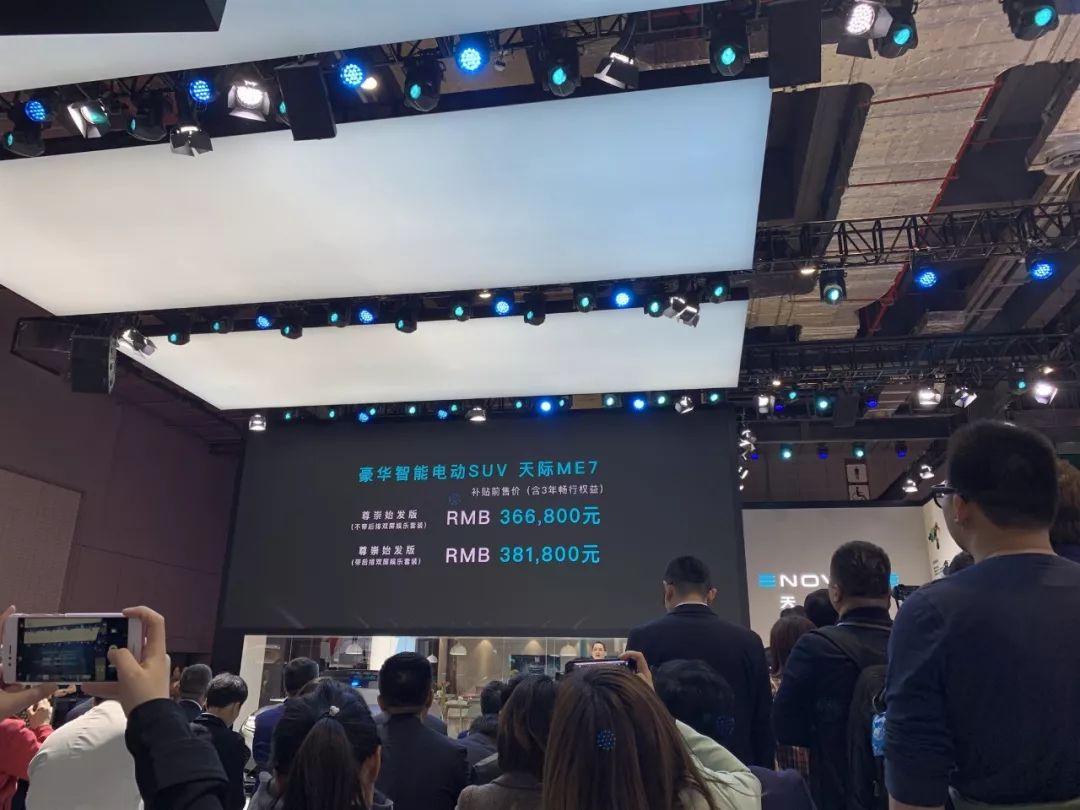 豪华智能电动SUV 天际ME7
补贴前售价（含3年畅行权益）
尊崇始发版
(不带后排双屏娱乐套装)
RMB 366,800元
尊崇始发版
(带后排双屏娱乐套装)
RMB 381,800元
ENOV
天